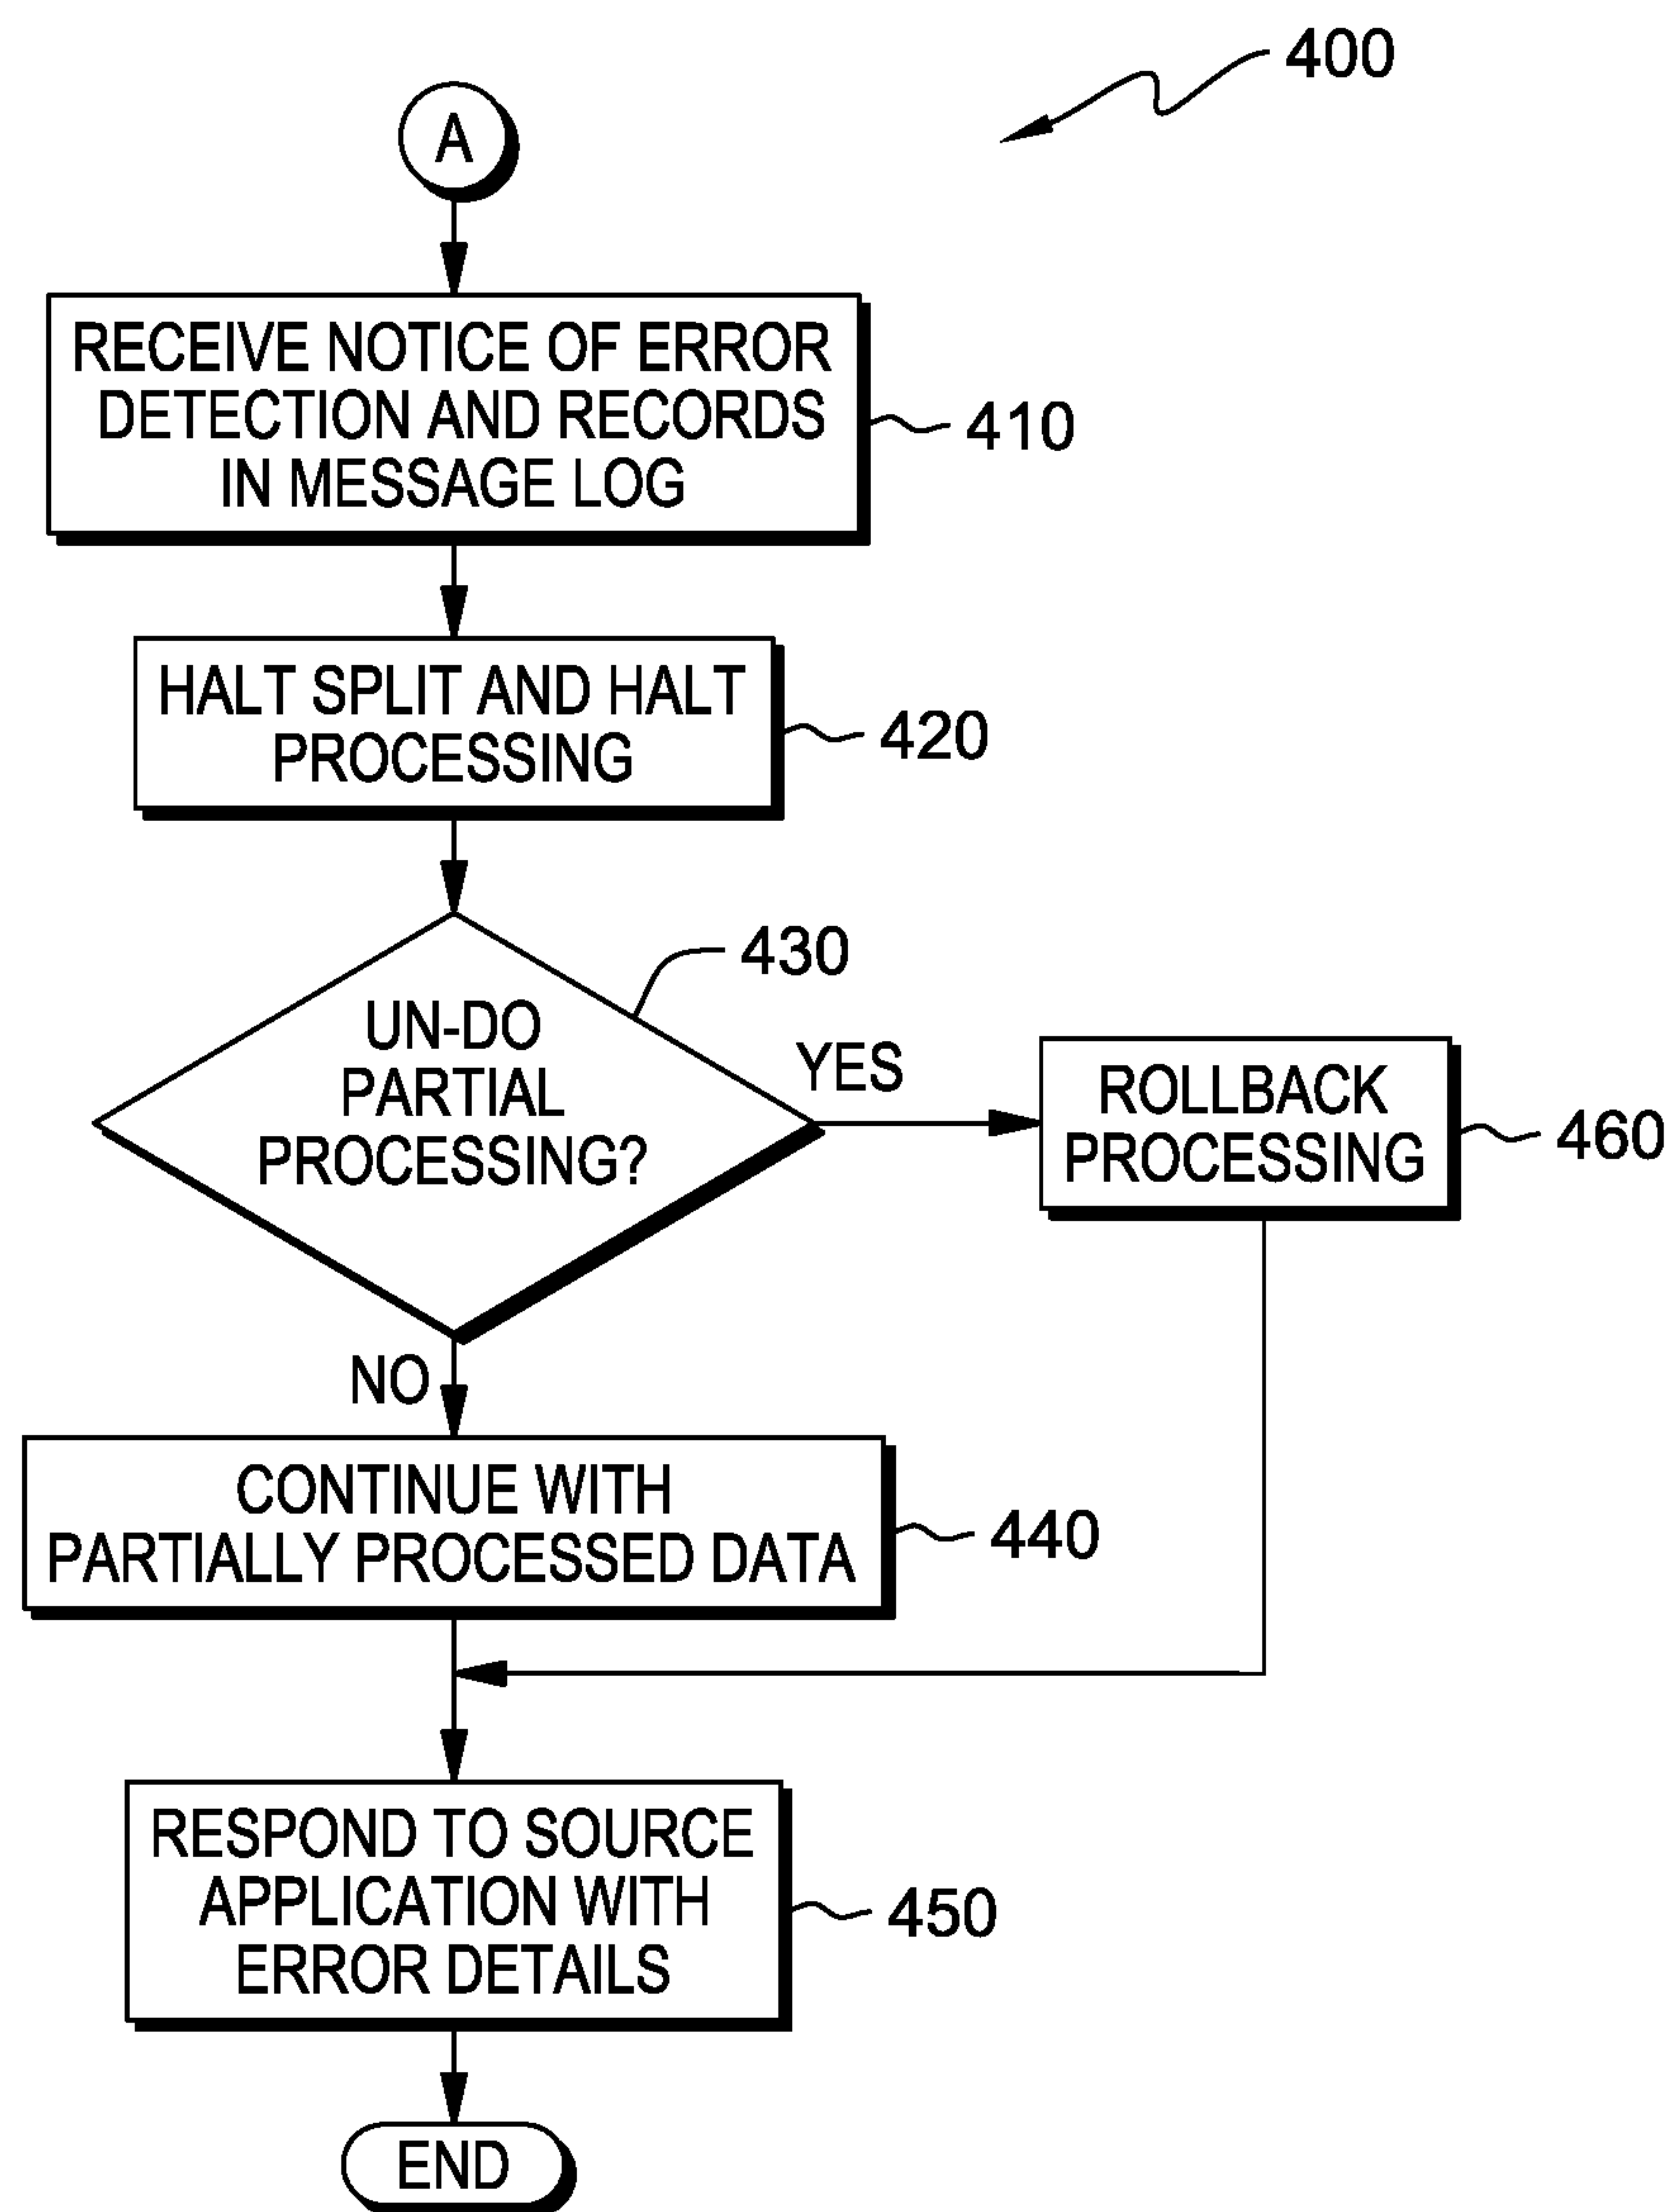 400
A
RECEIVE NOTICE OF ERROR
DETECTION AND RECORDS
IN MESSAGE LOG
410
HALT SPLIT AND HALT
PROCESSING
420
430
UN-DO
PARTIAL
PROCESSING?
YES
ROLLBACK
PROCESSING
460
NO
CONTINUE WITH
PARTIALLY PROCESSED DATA
440
RESPOND TO SOURCE
APPLICATION WITH
ERROR DETAILS
450
END